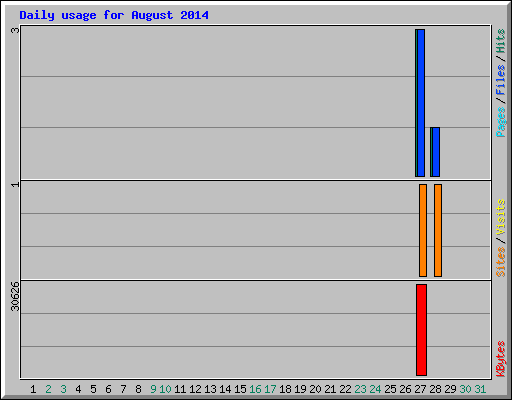 Daily usage for August 2014
3
Pages/Files/Hits
1
Sites/Visits
30626
KBytes
1 2 3 4 5 6 7 8 9 10 11 12 13 14 15 16 17 18 19 20 21 22 23 24 25 26 27 28 29 30 31